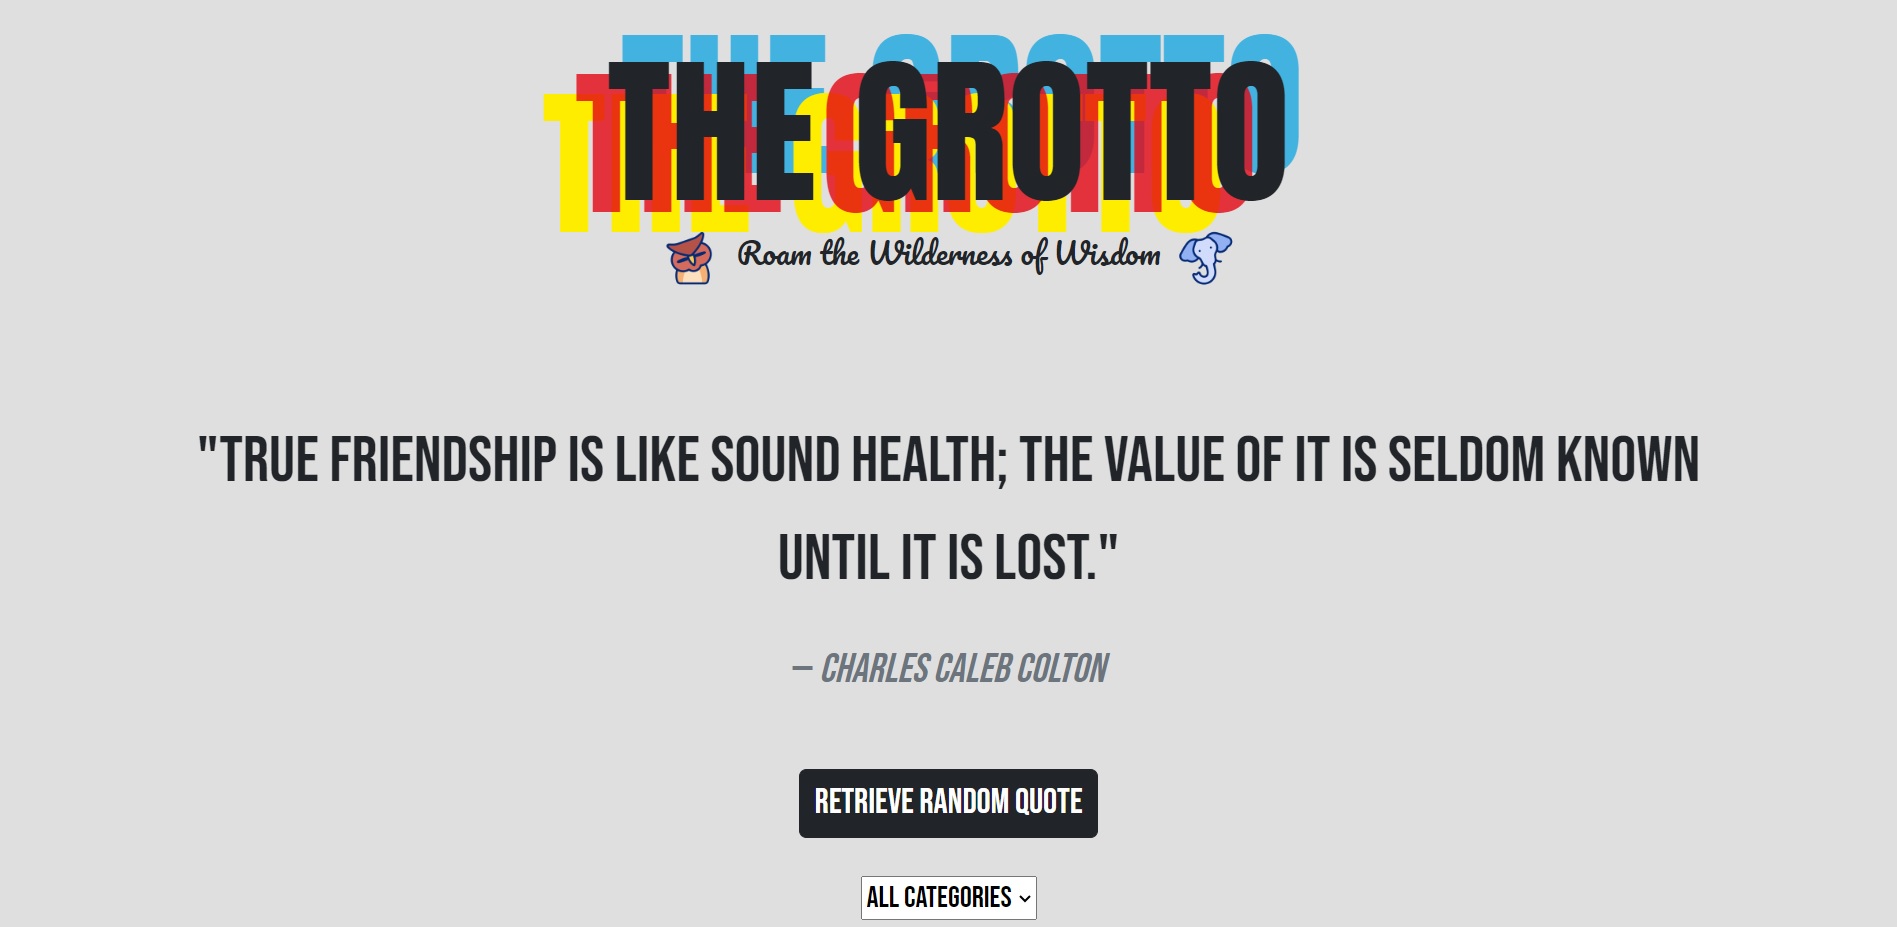 THE GROTTO
Roam the Wilderness of Wisdom
"TRUE FRIENDSHIP IS LIKE SOUND HEALTH; THE VALUE OF IT IS SELDOM KNOWN
UNTIL IT IS LOST."
— CHARLES CALEB COLTON
RETRIEVE RANDOM QUOTE
ALL CATEGORIES